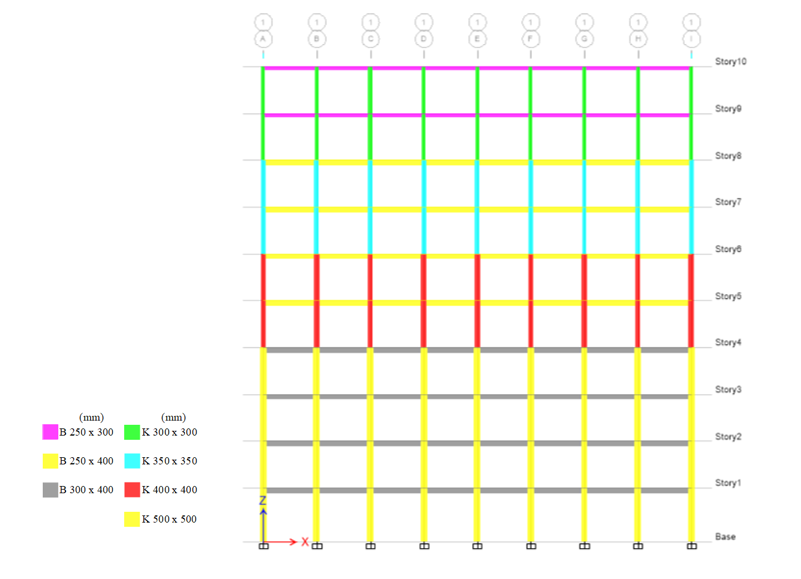 1 1 1 1 1 1 1 1 1
A B C D E F G H I
Story10
Story9
Story8
Story7
Story6
Story5
Story4
Story3
(mm) (mm)
B 250 x 300 K 300 x 300
Story2
B 250 x 400 K 350 x 350
B 300 x 400 K 400 x 400
Story1
Z
K 500 x 500
X
Base